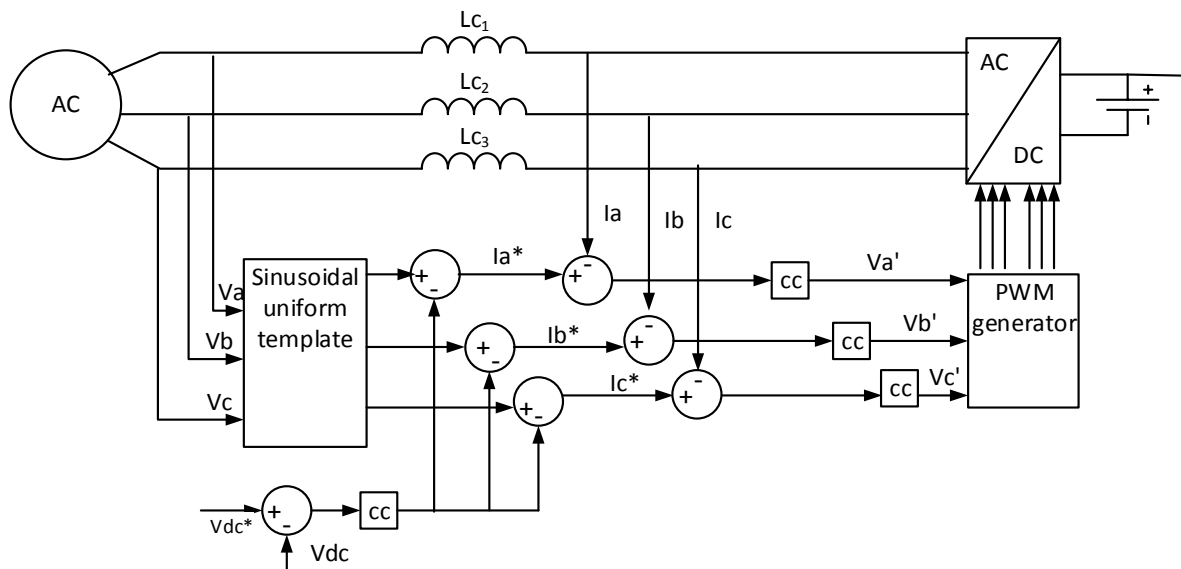 Lc₁
AC
Lc₂
Lc₃
AC
DC
+
-
Ia
Ib
Ic
Sinusoidal
uniform
template
Va
Vb
Vc
+
-
Ia*
+
-
cc
Va'
PWM
generator
+
-
Ib*
+
-
cc
Vb'
+
-
Ic*
+
-
cc
Vc'
Vdc*
+
-
cc
Vdc